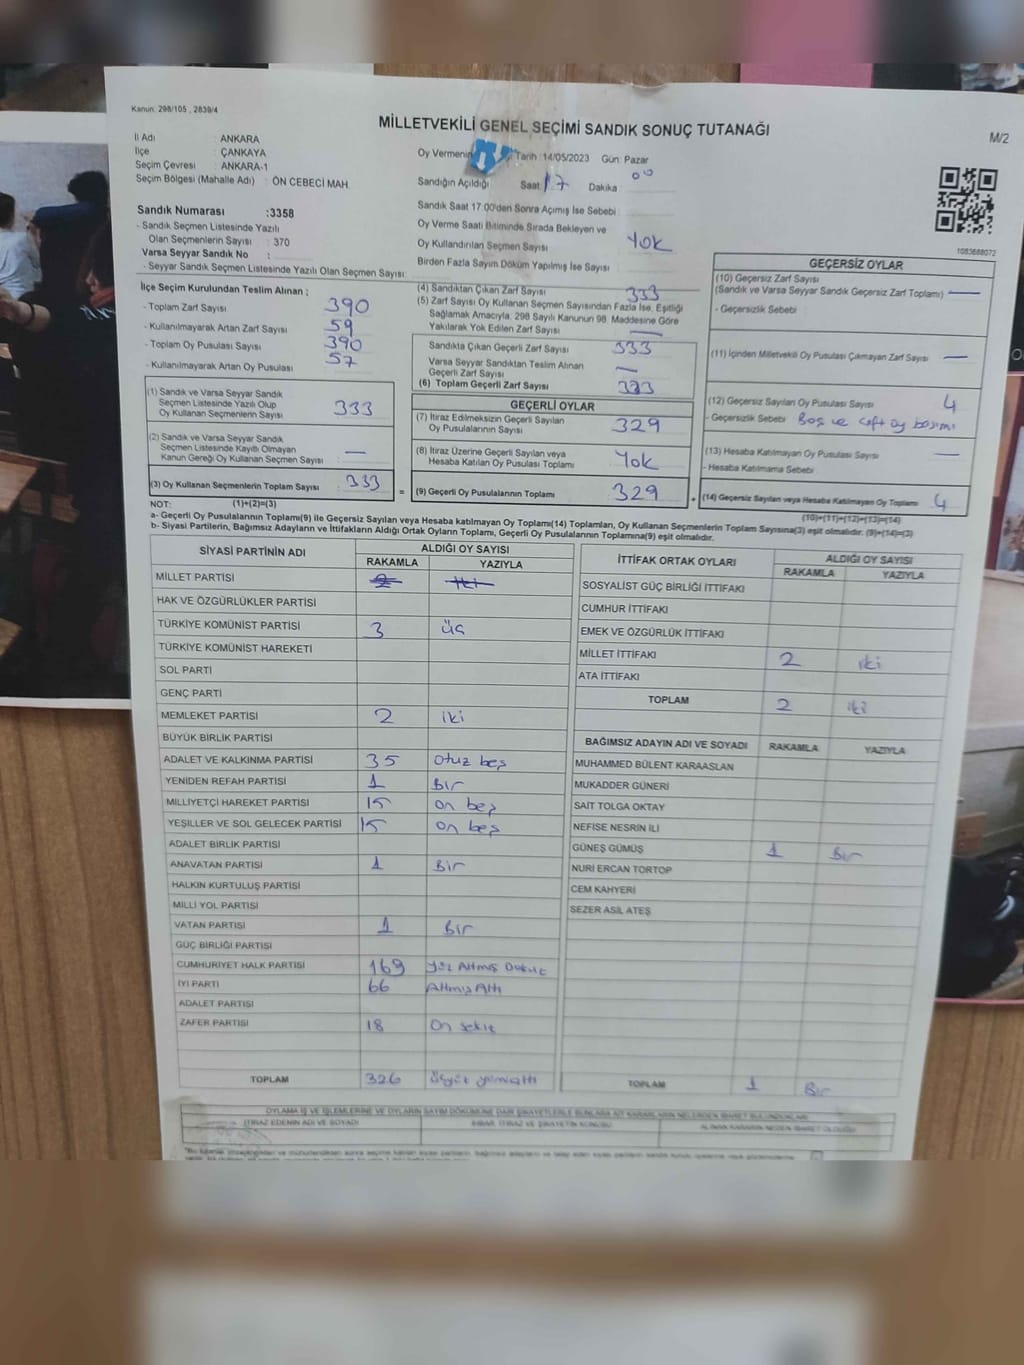 Kanun: 298/105 , 2839/4
MİLLETVEKİLİ GENEL SEÇİMİ SANDIK SONUÇ TUTANAĞI
M/2
İl Adı : ANKARA
İlçe : ÇANKAYA
Seçim Çevresi : ANKARA-1
Seçim Bölgesi (Mahalle Adı) : ÖN CEBECİ MAH.
Oy Vermenin Tarih :14/05/2023 Gün: Pazar
Sandığın Açıldığı Saat: 17 Dakika : 00
Sandık Saat 17:00'den Sonra Açımış İse Sebebi :
Oy Verme Saati Bitiminde Sırada Bekleyen ve
Oy Kullandırılan Seçmen Sayısı : Yok
Birden Fazla Sayım Döküm Yapılmış İse Sayısı :
1083688072
Sandık Numarası :3358
- Sandık Seçmen Listesinde Yazılı
Olan Seçmenlerin Sayısı : 370
Varsa Seyyar Sandık No :
- Seyyar Sandık Seçmen Listesinde Yazılı Olan Seçmen Sayısı:
İlçe Seçim Kurulundan Teslim Alınan ;
- Toplam Zarf Sayısı : 390
- Kullanılmayarak Artan Zarf Sayısı : 59
- Toplam Oy Pusulası Sayısı : 390
- Kullanılmayarak Artan Oy Pusulası : 57
(4) Sandıktan Çıkan Zarf Sayısı : 333
(5) Zarf Sayısı Oy Kullanan Seçmen Sayısından Fazla İse, Eşitliği
Sağlamak Amacıyla, 298 Sayılı Kanunun 98. Maddesine Göre
Yakılarak Yok Edilen Zarf Sayısı : —
Sandıkta Çıkan Geçerli Zarf Sayısı : 333
Varsa Seyyar Sandıktan Teslim Alınan
Geçerli Zarf Sayısı : —
(6) Toplam Geçerli Zarf Sayısı : 333
GEÇERSİZ OYLAR
(10) Geçersiz Zarf Sayısı
(Sandık ve Varsa Seyyar Sandık Geçersiz Zarf Toplamı) : —
- Geçersizlik Sebebi :
(11) İçinden Milletvekili Oy Pusulası Çıkmayan Zarf Sayısı : —
(12) Geçersiz Sayılan Oy Pusulası Sayısı : 4
- Geçersizlik Sebebi : Boş ve çift oy basımı
(13) Hesaba Katılmayan Oy Pusulası Sayısı : —
- Hesaba Katılmama Sebebi :
(14) Geçersiz Sayılan veya Hesaba Katılmayan Oy Toplamı : 4
(10)+(11)+(12)+(13)=(14)
(1) Sandık ve Varsa Seyyar Sandık
Seçmen Listesinde Yazılı Olup
Oy Kullanan Seçmenlerin Sayısı : 333
(2) Sandık ve Varsa Seyyar Sandık
Seçmen Listesinde Kayıtlı Olmayan
Kanun Gereği Oy Kullanan Seçmen Sayısı : —
(3) Oy Kullanan Seçmenlerin Toplam Sayısı : 333
GEÇERLİ OYLAR
(7) İtiraz Edilmeksizin Geçerli Sayılan
Oy Pusulalarının Sayısı : 329
(8) İtiraz Üzerine Geçerli Sayılan veya
Hesaba Katılan Oy Pusulası Toplamı : Yok
(9) Geçerli Oy Pusulalarının Toplamı : 329
NOT: (1)+(2)=(3)
a- Geçerli Oy Pusulalarının Toplamı(9) ile Geçersiz Sayılan veya Hesaba katılmayan Oy Toplamı(14) Toplamları, Oy Kullanan Seçmenlerin Toplam Sayısına(3) eşit olmalıdır. (9)+(14)=(3)
b- Siyasi Partilerin, Bağımsız Adayların ve İttifakların Aldığı Ortak Oyların Toplamı, Geçerli Oy Pusulalarının Toplamına(9) eşit olmalıdır.
SİYASİ PARTİNİN ADI ALDIĞI OY SAYISI
RAKAMLA YAZIYLA
MİLLET PARTİSİ 2 iki
HAK VE ÖZGÜRLÜKLER PARTİSİ
TÜRKİYE KOMÜNİST PARTİSİ 3 üç
TÜRKİYE KOMÜNİST HAREKETİ
SOL PARTİ
GENÇ PARTİ
MEMLEKET PARTİSİ 2 iki
BÜYÜK BİRLİK PARTİSİ
ADALET VE KALKINMA PARTİSİ 35 otuz beş
YENİDEN REFAH PARTİSİ 1 Bir
MİLLİYETÇİ HAREKET PARTİSİ 15 on beş
YEŞİLLER VE SOL GELECEK PARTİSİ 15 on beş
ADALET BİRLİK PARTİSİ
ANAVATAN PARTİSİ 1 Bir
HALKIN KURTULUŞ PARTİSİ
MİLLİ YOL PARTİSİ
VATAN PARTİSİ 1 Bir
GÜÇ BİRLİĞİ PARTİSİ
CUMHURİYET HALK PARTİSİ 169 yüz Altmış Dokuz
İYİ PARTİ 66 Altmış Altı
ADALET PARTİSİ
ZAFER PARTİSİ 18 On sekiz
TOPLAM 326 üçyüz yirmialtı
İTTİFAK ORTAK OYLARI ALDIĞI OY SAYISI
RAKAMLA YAZIYLA
SOSYALİST GÜÇ BİRLİĞİ İTTİFAKI
CUMHUR İTTİFAKI
EMEK VE ÖZGÜRLÜK İTTİFAKI
MİLLET İTTİFAKI 2 iki
ATA İTTİFAKI
TOPLAM 2 iki
BAĞIMSIZ ADAYIN ADI VE SOYADI RAKAMLA YAZIYLA
MUHAMMED BÜLENT KARAASLAN
MUKADDER GÜNERİ
SAİT TOLGA OKTAY
NEFİSE NESRİN İLİ
GÜNEŞ GÜMÜŞ 1 Bir
NURİ ERCAN TORTOP
CEM KAHYERİ
SEZER ASİL ATEŞ
TOPLAM 1 Bir
OYLAMA İŞ VE İŞLEMLERİNE VE OYLARIN SAYIM DÖKÜMÜNE DAİR ŞİKAYETLERLE BUNLARA AİT KARARLARIN NELERDEN İBARET BULUNDUKLARI
İTİRAZ EDENİN ADI VE SOYADI